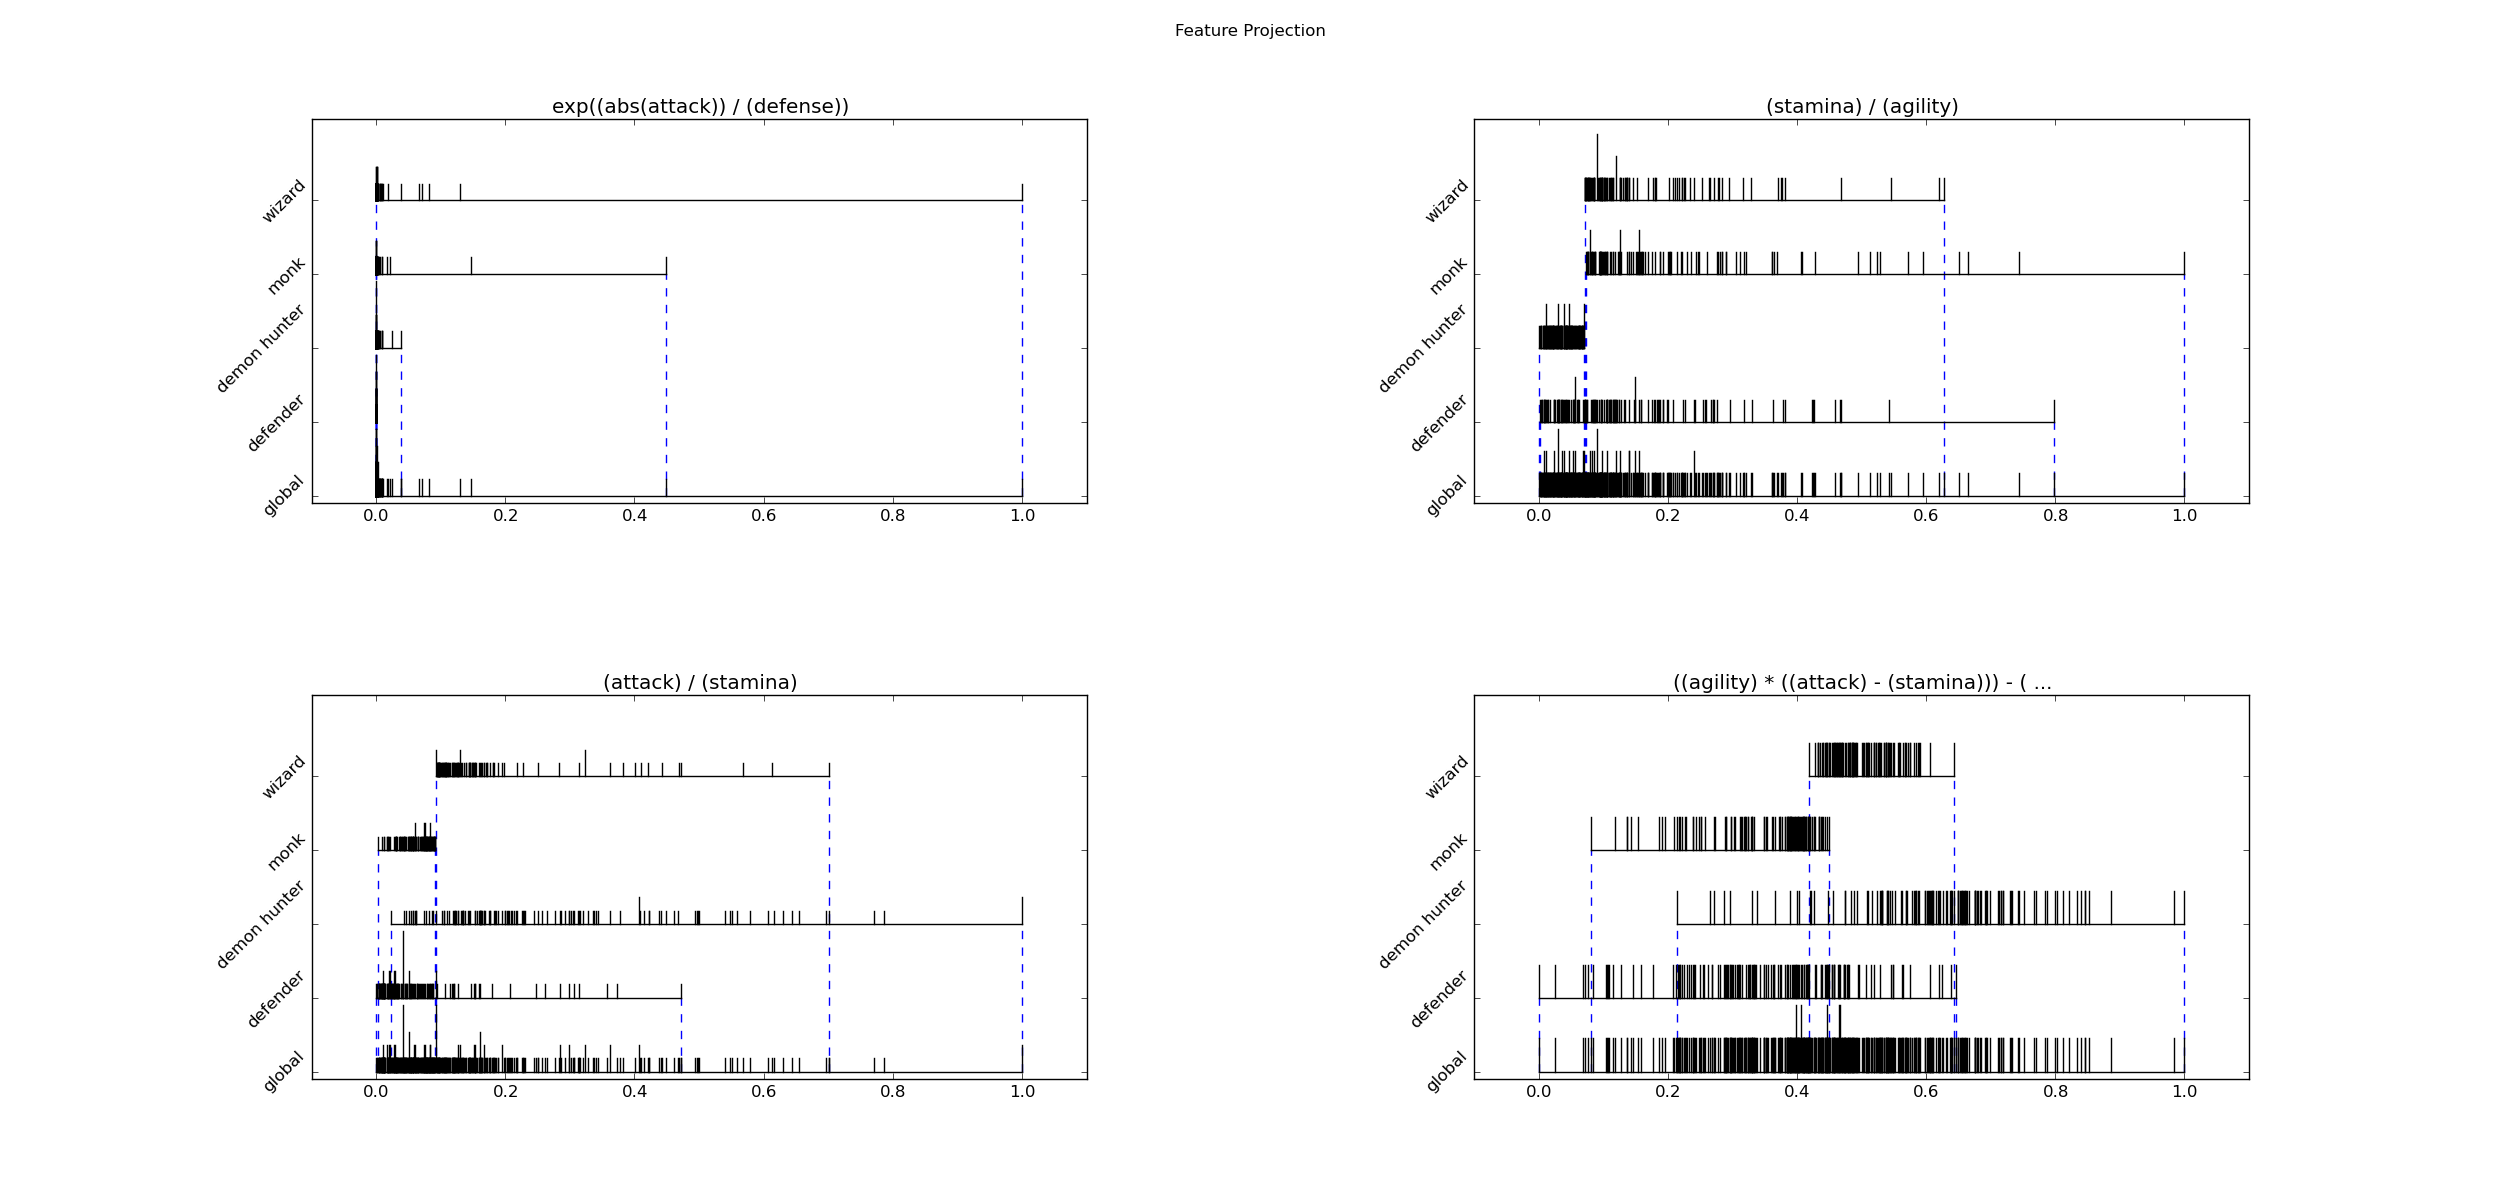 Feature Projection
exp((abs(attack)) / (defense))
wizard
monk
demon hunter
defender
global
0.0 0.2 0.4 0.6 0.8 1.0
(stamina) / (agility)
wizard
monk
demon hunter
defender
global
0.0 0.2 0.4 0.6 0.8 1.0
(attack) / (stamina)
wizard
monk
demon hunter
defender
global
0.0 0.2 0.4 0.6 0.8 1.0
((agility) * ((attack) - (stamina))) - ( ...
wizard
monk
demon hunter
defender
global
0.0 0.2 0.4 0.6 0.8 1.0